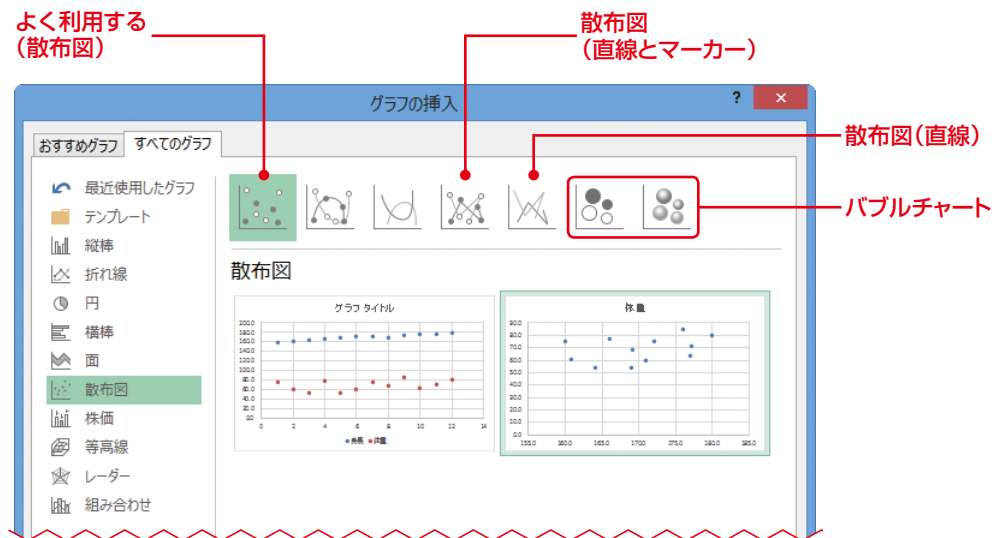 よく利用する
（散布図）
散布図
（直線とマーカー）
グラフの挿入
?
×
おすすめグラフ
すべてのグラフ
散布図（直線）
バブルチャート
最近使用したグラフ
テンプレート
縦棒
折れ線
円
横棒
面
散布図
株価
等高線
レーダー
組み合わせ
散布図
グラフ タイトル
200.0
180.0
160.0
140.0
120.0
100.0
80.0
60.0
40.0
20.0
0.0
0 2 4 6 8 10 12 14
身長 体重
体重
90.0
80.0
70.0
60.0
50.0
40.0
30.0
20.0
10.0
0.0
155.0 160.0 165.0 170.0 175.0 180.0 185.0